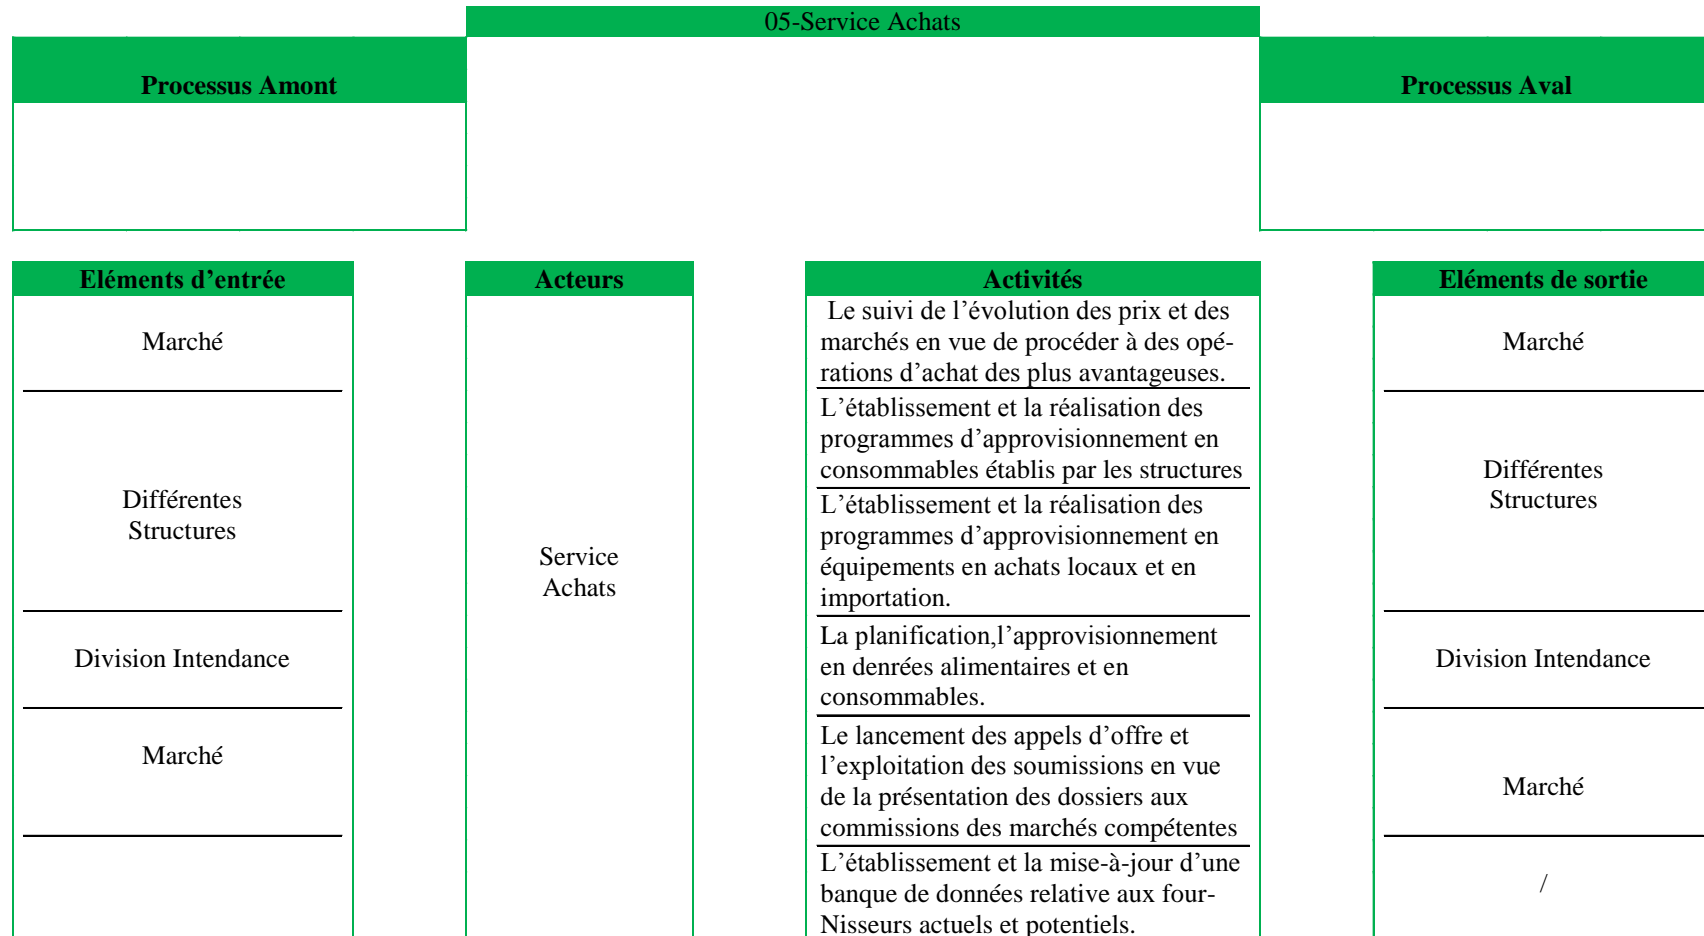 05-Service Achats
Processus Amont
Processus Aval
Eléments d’entrée
Marché
Différentes
Structures
Division Intendance
Marché
Acteurs
Service
Achats
Activités
Le suivi de l’évolution des prix et des
marchés en vue de procéder à des opé-
rations d’achat des plus avantageuses.
L’établissement et la réalisation des
programmes d’approvisionnement en
consommables établis par les structures
L’établissement et la réalisation des
programmes d’approvisionnement en
équipements en achats locaux et en
importation.
La planification,l’approvisionnement
en denrées alimentaires et en
consommables.
Le lancement des appels d’offre et
l’exploitation des soumissions en vue
de la présentation des dossiers aux
commissions des marchés compétentes
L’établissement et la mise-à-jour d’une
banque de données relative aux four-
Nisseurs actuels et potentiels.
Eléments de sortie
Marché
Différentes
Structures
Division Intendance
Marché
/